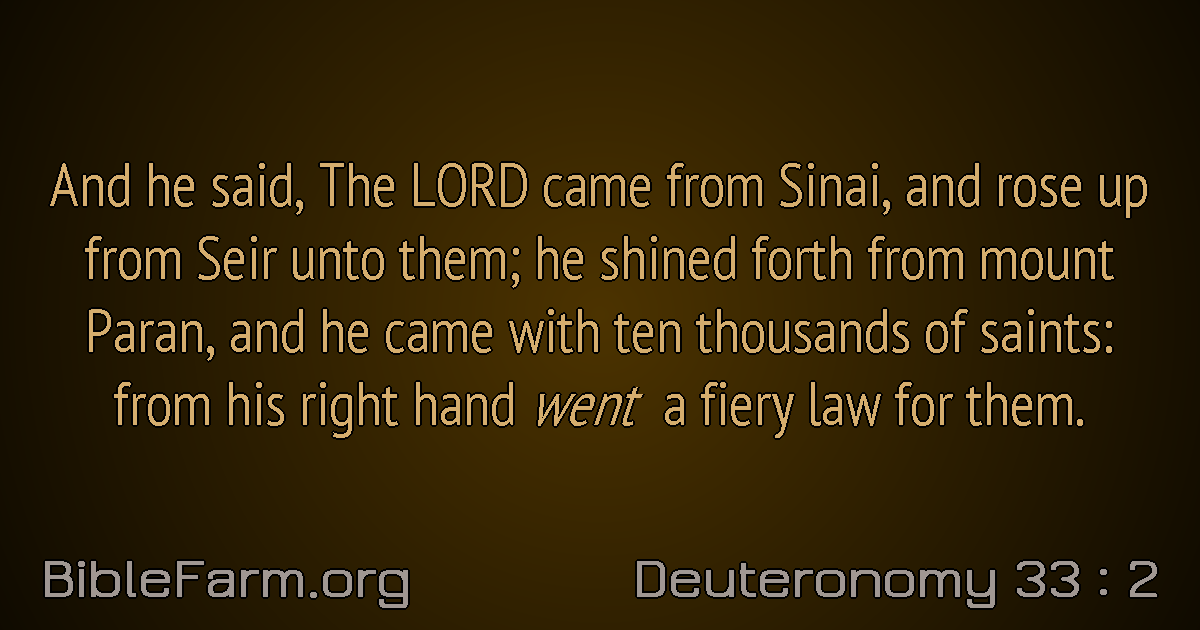 And he said, The LORD came from Sinai, and rose up
from Seir unto them; he shined forth from mount
Paran, and he came with ten thousands of saints:
from his right hand went a fiery law for them.
BibleFarm.org
Deuteronomy 33 : 2